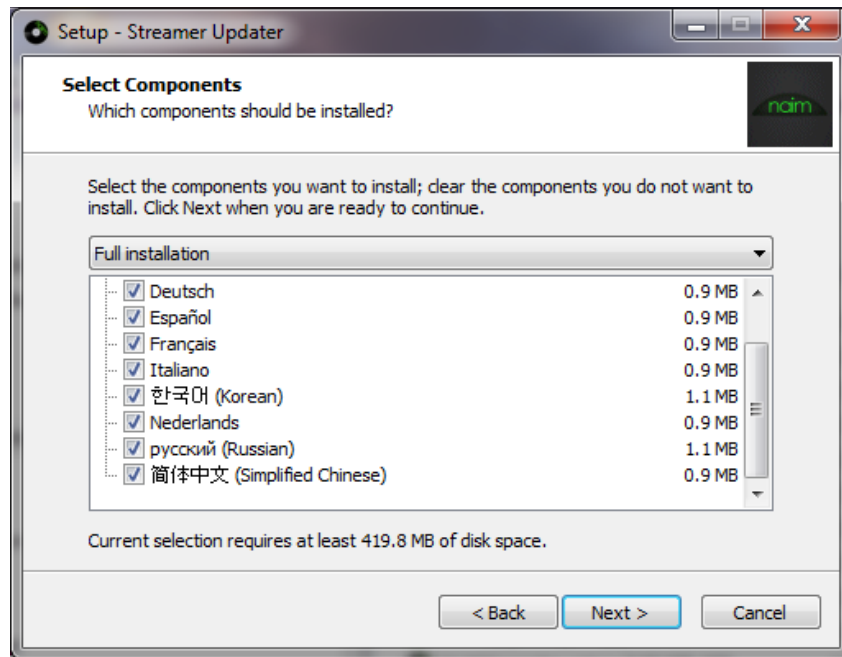 Setup - Streamer Updater
Select Components
Which components should be installed?
naim
Select the components you want to install; clear the components you do not want to
install. Click Next when you are ready to continue.
Full installation
Deutsch 0.9 MB
Español 0.9 MB
Français 0.9 MB
Italiano 0.9 MB
한국어 (Korean) 1.1 MB
Nederlands 0.9 MB
русский (Russian) 1.1 MB
简体中文 (Simplified Chinese) 0.9 MB
Current selection requires at least 419.8 MB of disk space.
< Back Next > Cancel